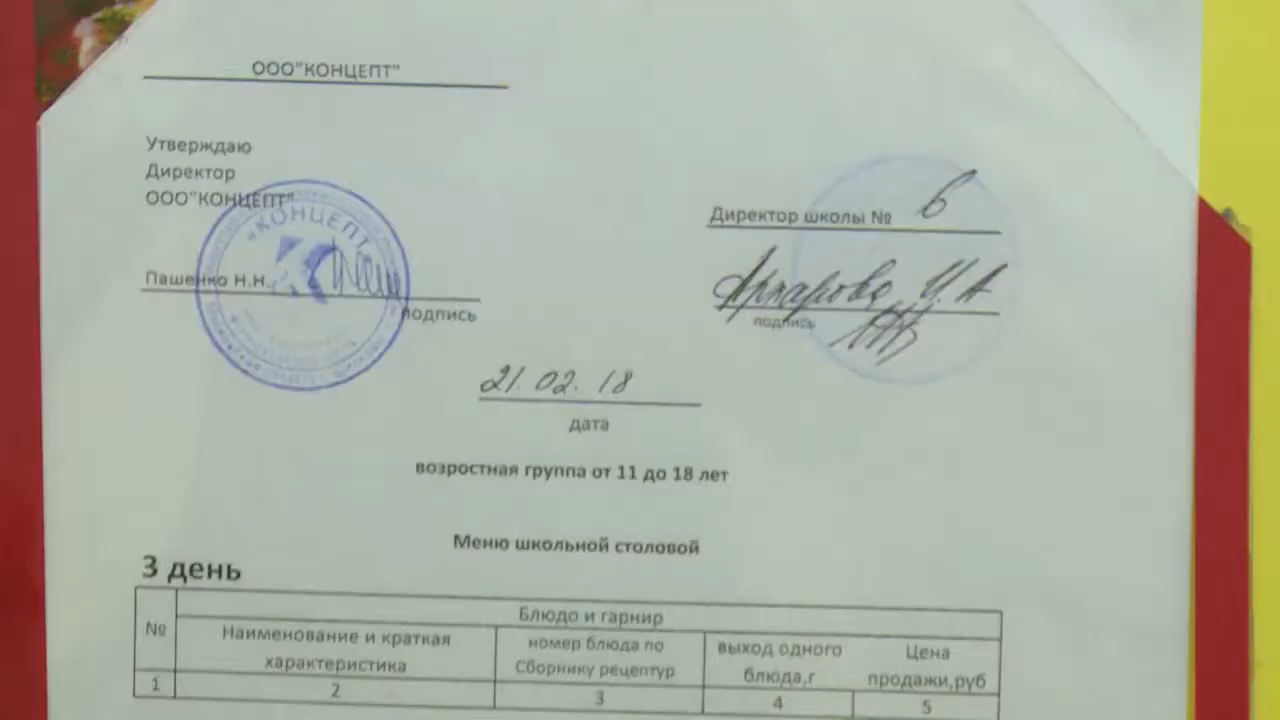 ООО"КОНЦЕПТ"
Утверждаю
Директор
ООО"КОНЦЕПТ"
«КОНЦЕПТ»
Директор школы № 6
Пашенко Н.Н.
И. А
подпись
подпись
21.02.18
дата
возростная группа от 11 до 18 лет
Меню школьной столовой
3 день
№
Блюдо и гарнир
Наименование и краткая характеристика
номер блюда по Сборнику рецептур
выход одного блюда,г
Цена продажи,руб
1 2 3 4 5